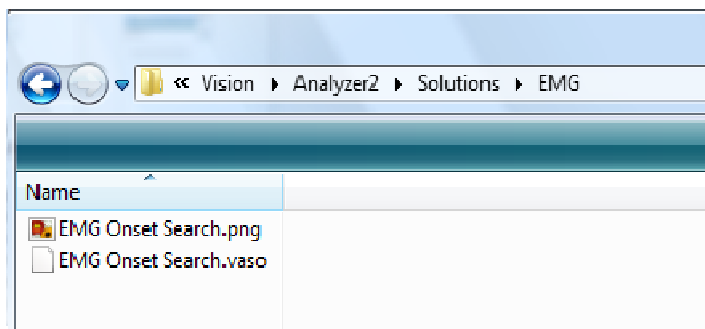 « Vision ▸ Analyzer2 ▸ Solutions ▸ EMG
Name
EMG Onset Search.png
EMG Onset Search.vaso